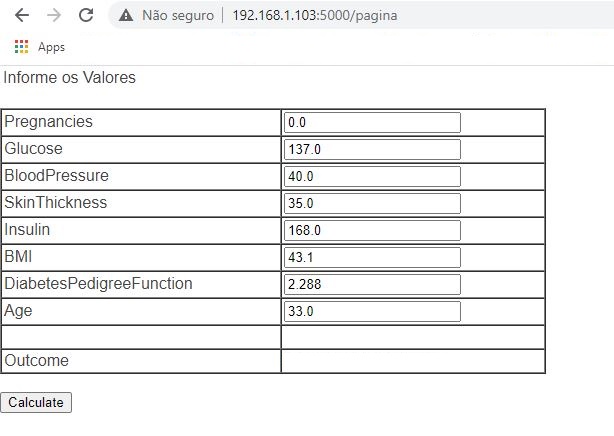 Não seguro | 192.168.1.103:5000/pagina
Apps
Informe os Valores
Pregnancies 0.0
Glucose 137.0
BloodPressure 40.0
SkinThickness 35.0
Insulin 168.0
BMI 43.1
DiabetesPedigreeFunction 2.288
Age 33.0
Outcome
Calculate